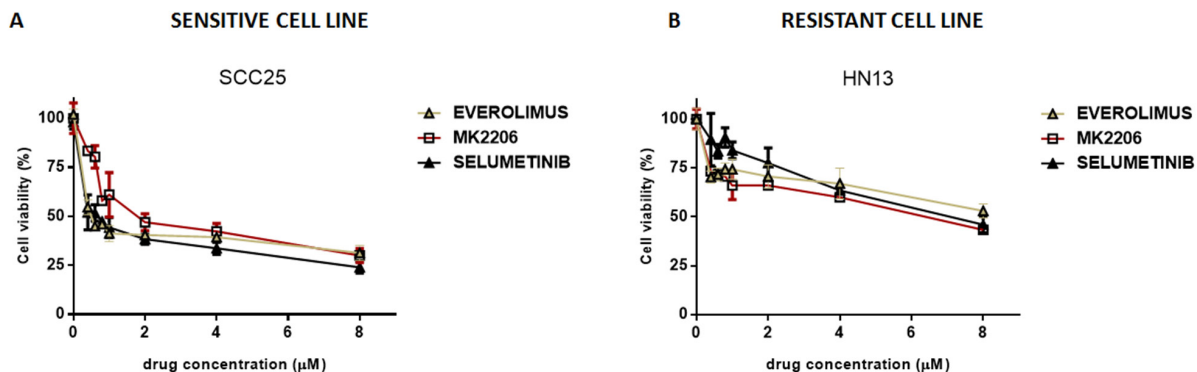 A
SENSITIVE CELL LINE
SCC25
Cell viability (%)
100
75
50
25
0
0 2 4 6 8
drug concentration (μM)
EVEROLIMUS
MK2206
SELUMETINIB
B
RESISTANT CELL LINE
HN13
Cell viability (%)
100
75
50
25
0
0 2 4 6 8
drug concentration (μM)
EVEROLIMUS
MK2206
SELUMETINIB